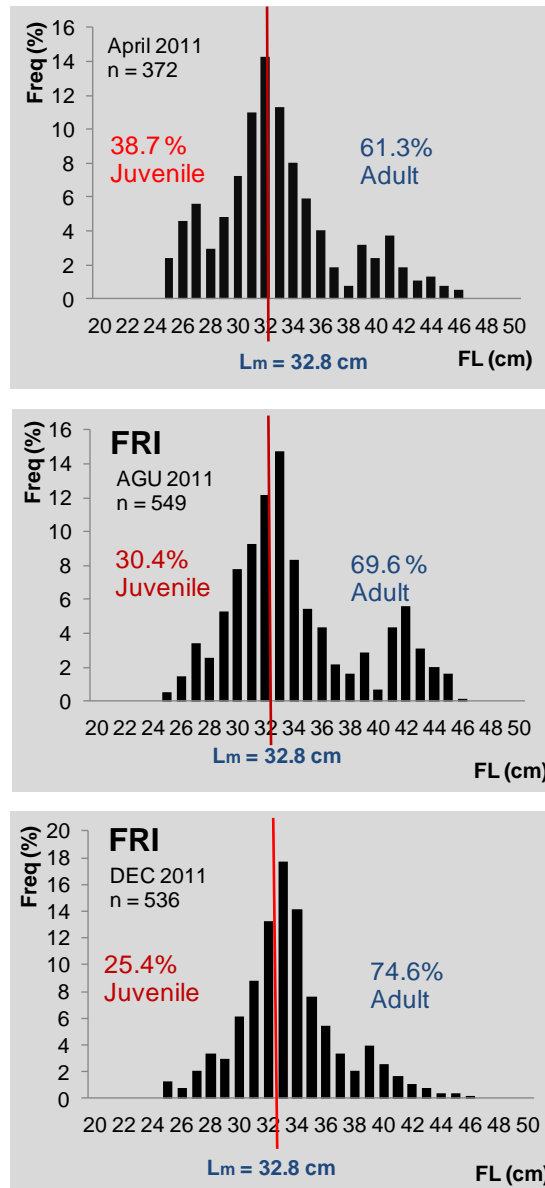 Freq (%)
April 2011
n = 372
38.7 %
Juvenile
61.3%
Adult
16
14
12
10
8
6
4
2
0
20 22 24 26 28 30 32 34 36 38 40 42 44 46 48 50
Lm = 32.8 cm
FL (cm)
Freq (%)
FRI
AGU 2011
n = 549
30.4%
Juvenile
69.6 %
Adult
16
14
12
10
8
6
4
2
0
20 22 24 26 28 30 32 34 36 38 40 42 44 46 48 50
Lm = 32.8 cm
FL (cm)
Freq (%)
FRI
DEC 2011
n = 536
25.4%
Juvenile
74.6%
Adult
20
18
16
14
12
10
8
6
4
2
0
20 22 24 26 28 30 32 34 36 38 40 42 44 46 48 50
Lm = 32.8 cm
FL (cm)